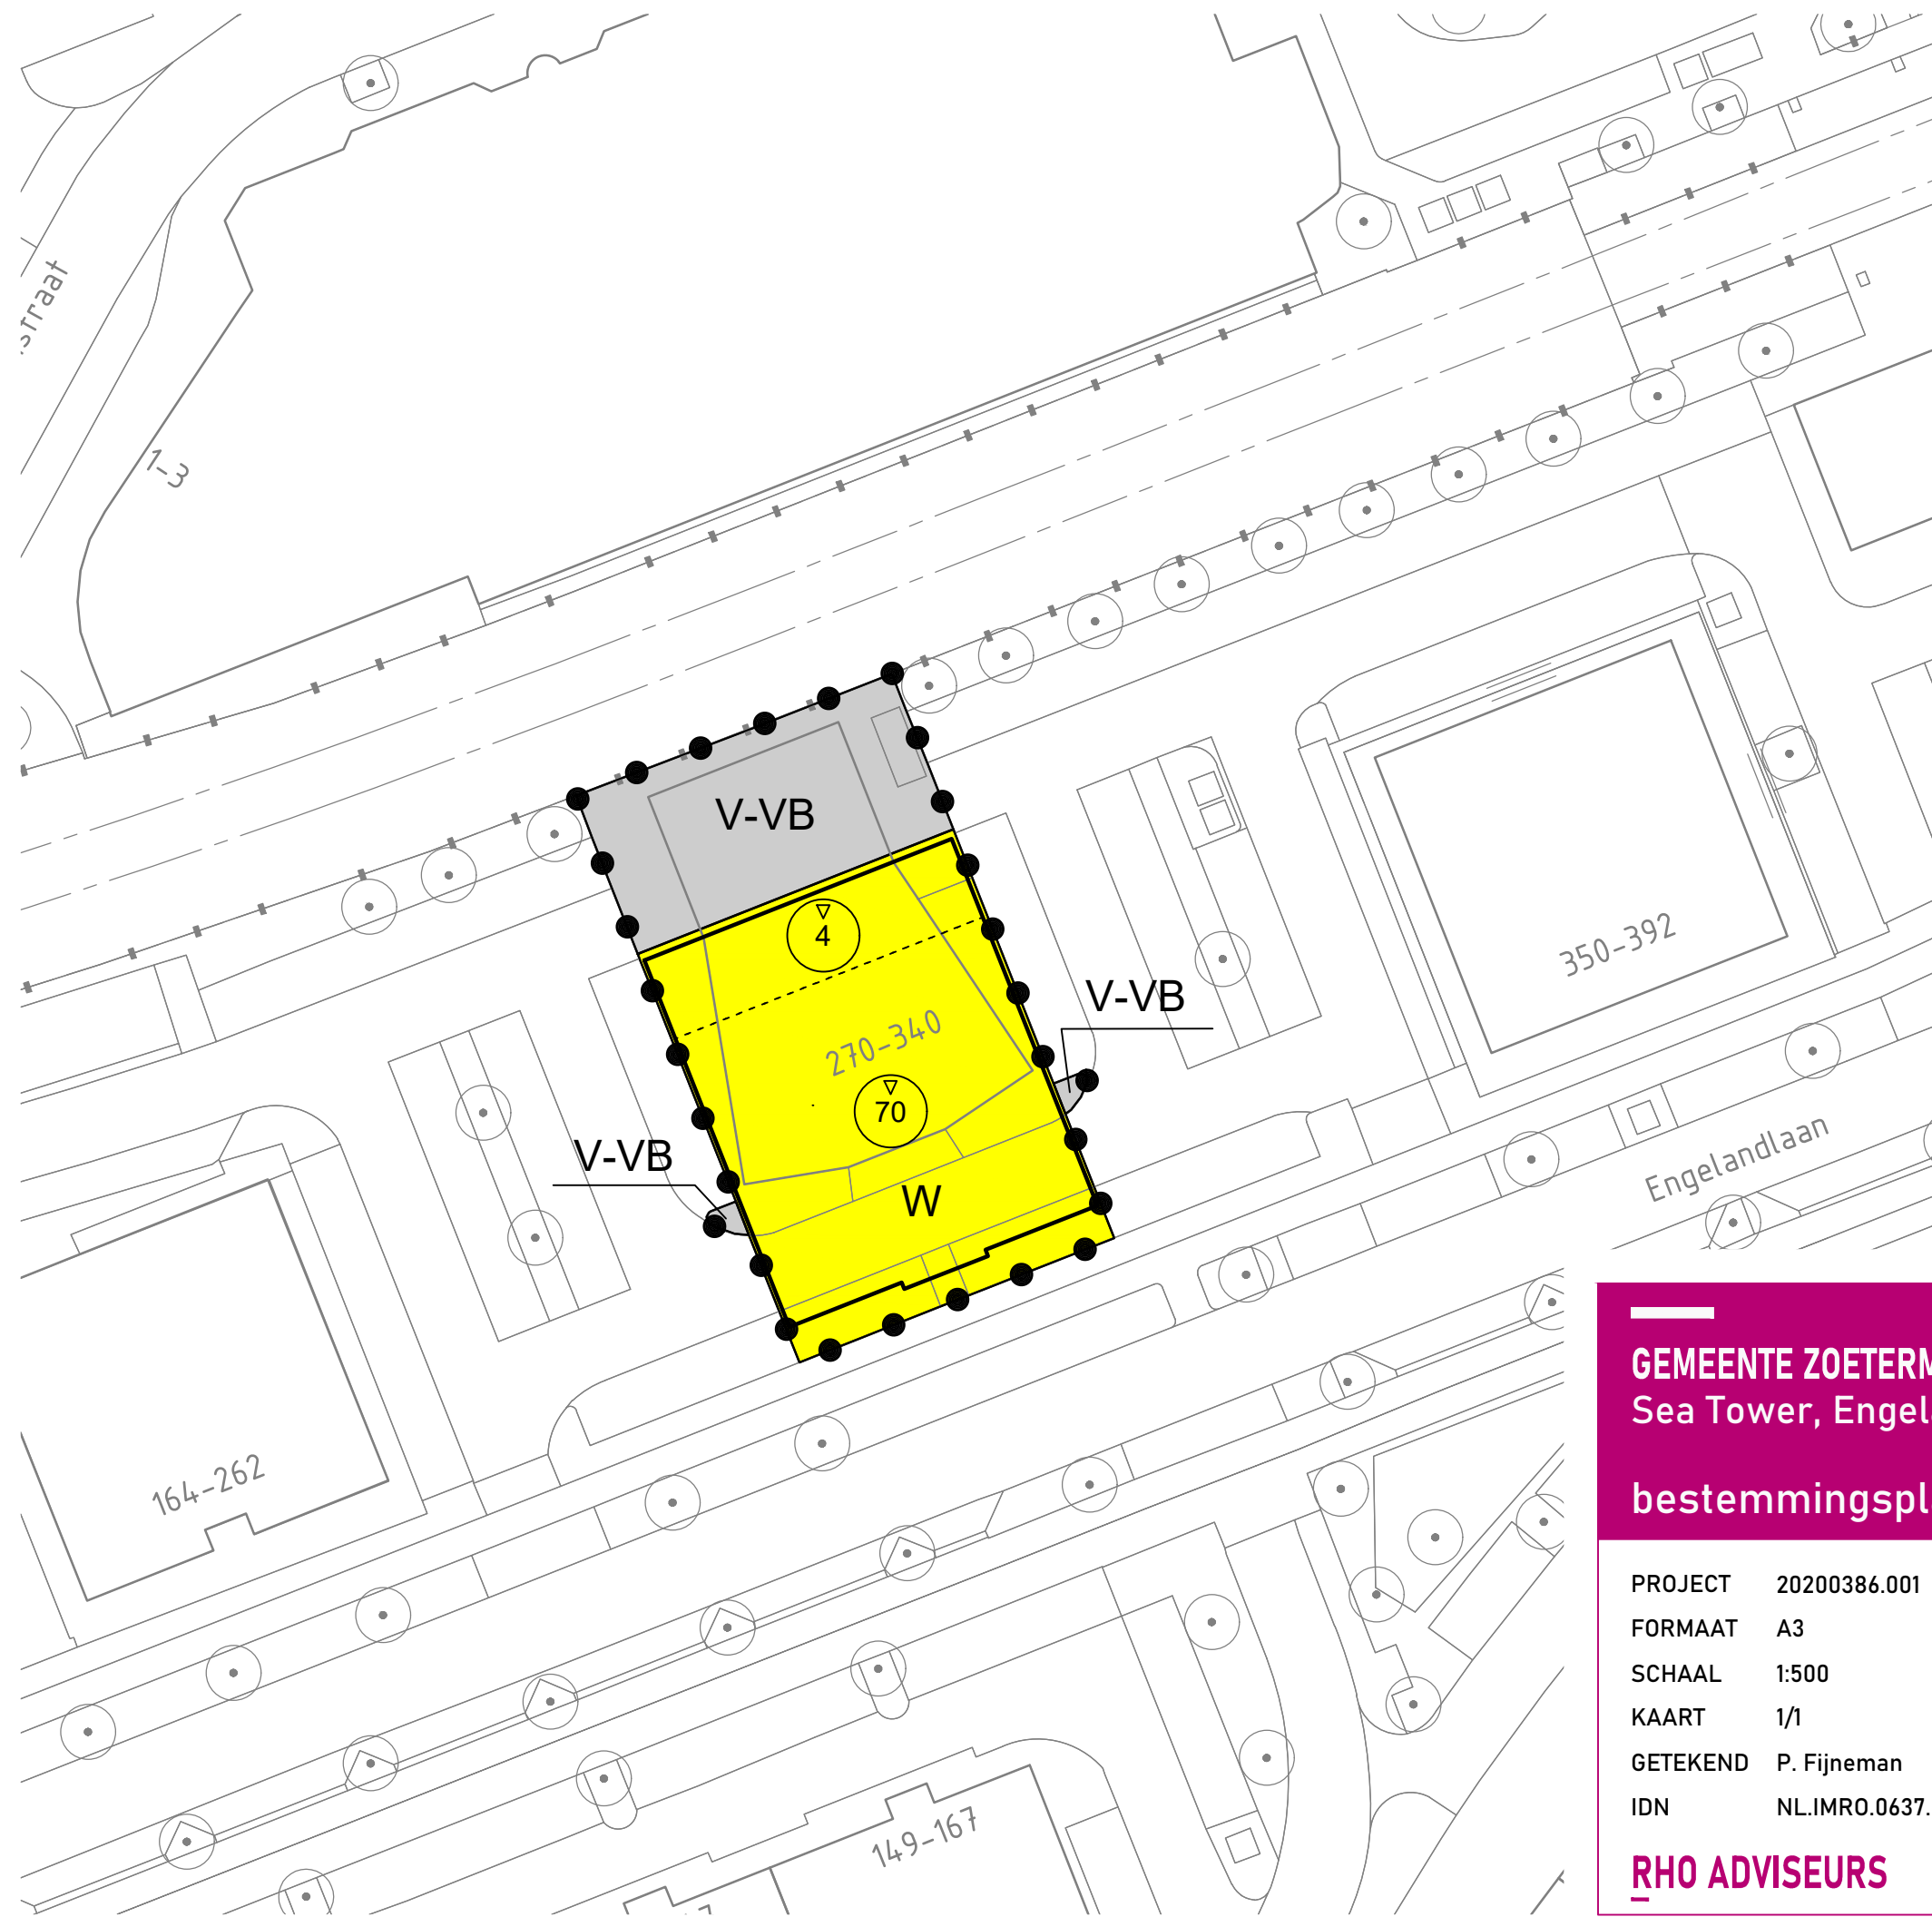 1-3
V-VB
4
350-392
V-VB
270-340
70
V-VB
W
Engelandlaan
164-262
149-167
GEMEENTE ZOETERM
Sea Tower, Engel
bestemmingspl
PROJECT 20200386.001
FORMAAT A3
SCHAAL 1:500
KAART 1/1
GETEKEND P. Fijneman
IDN NL.IMRO.0637.
RHO ADVISEURS